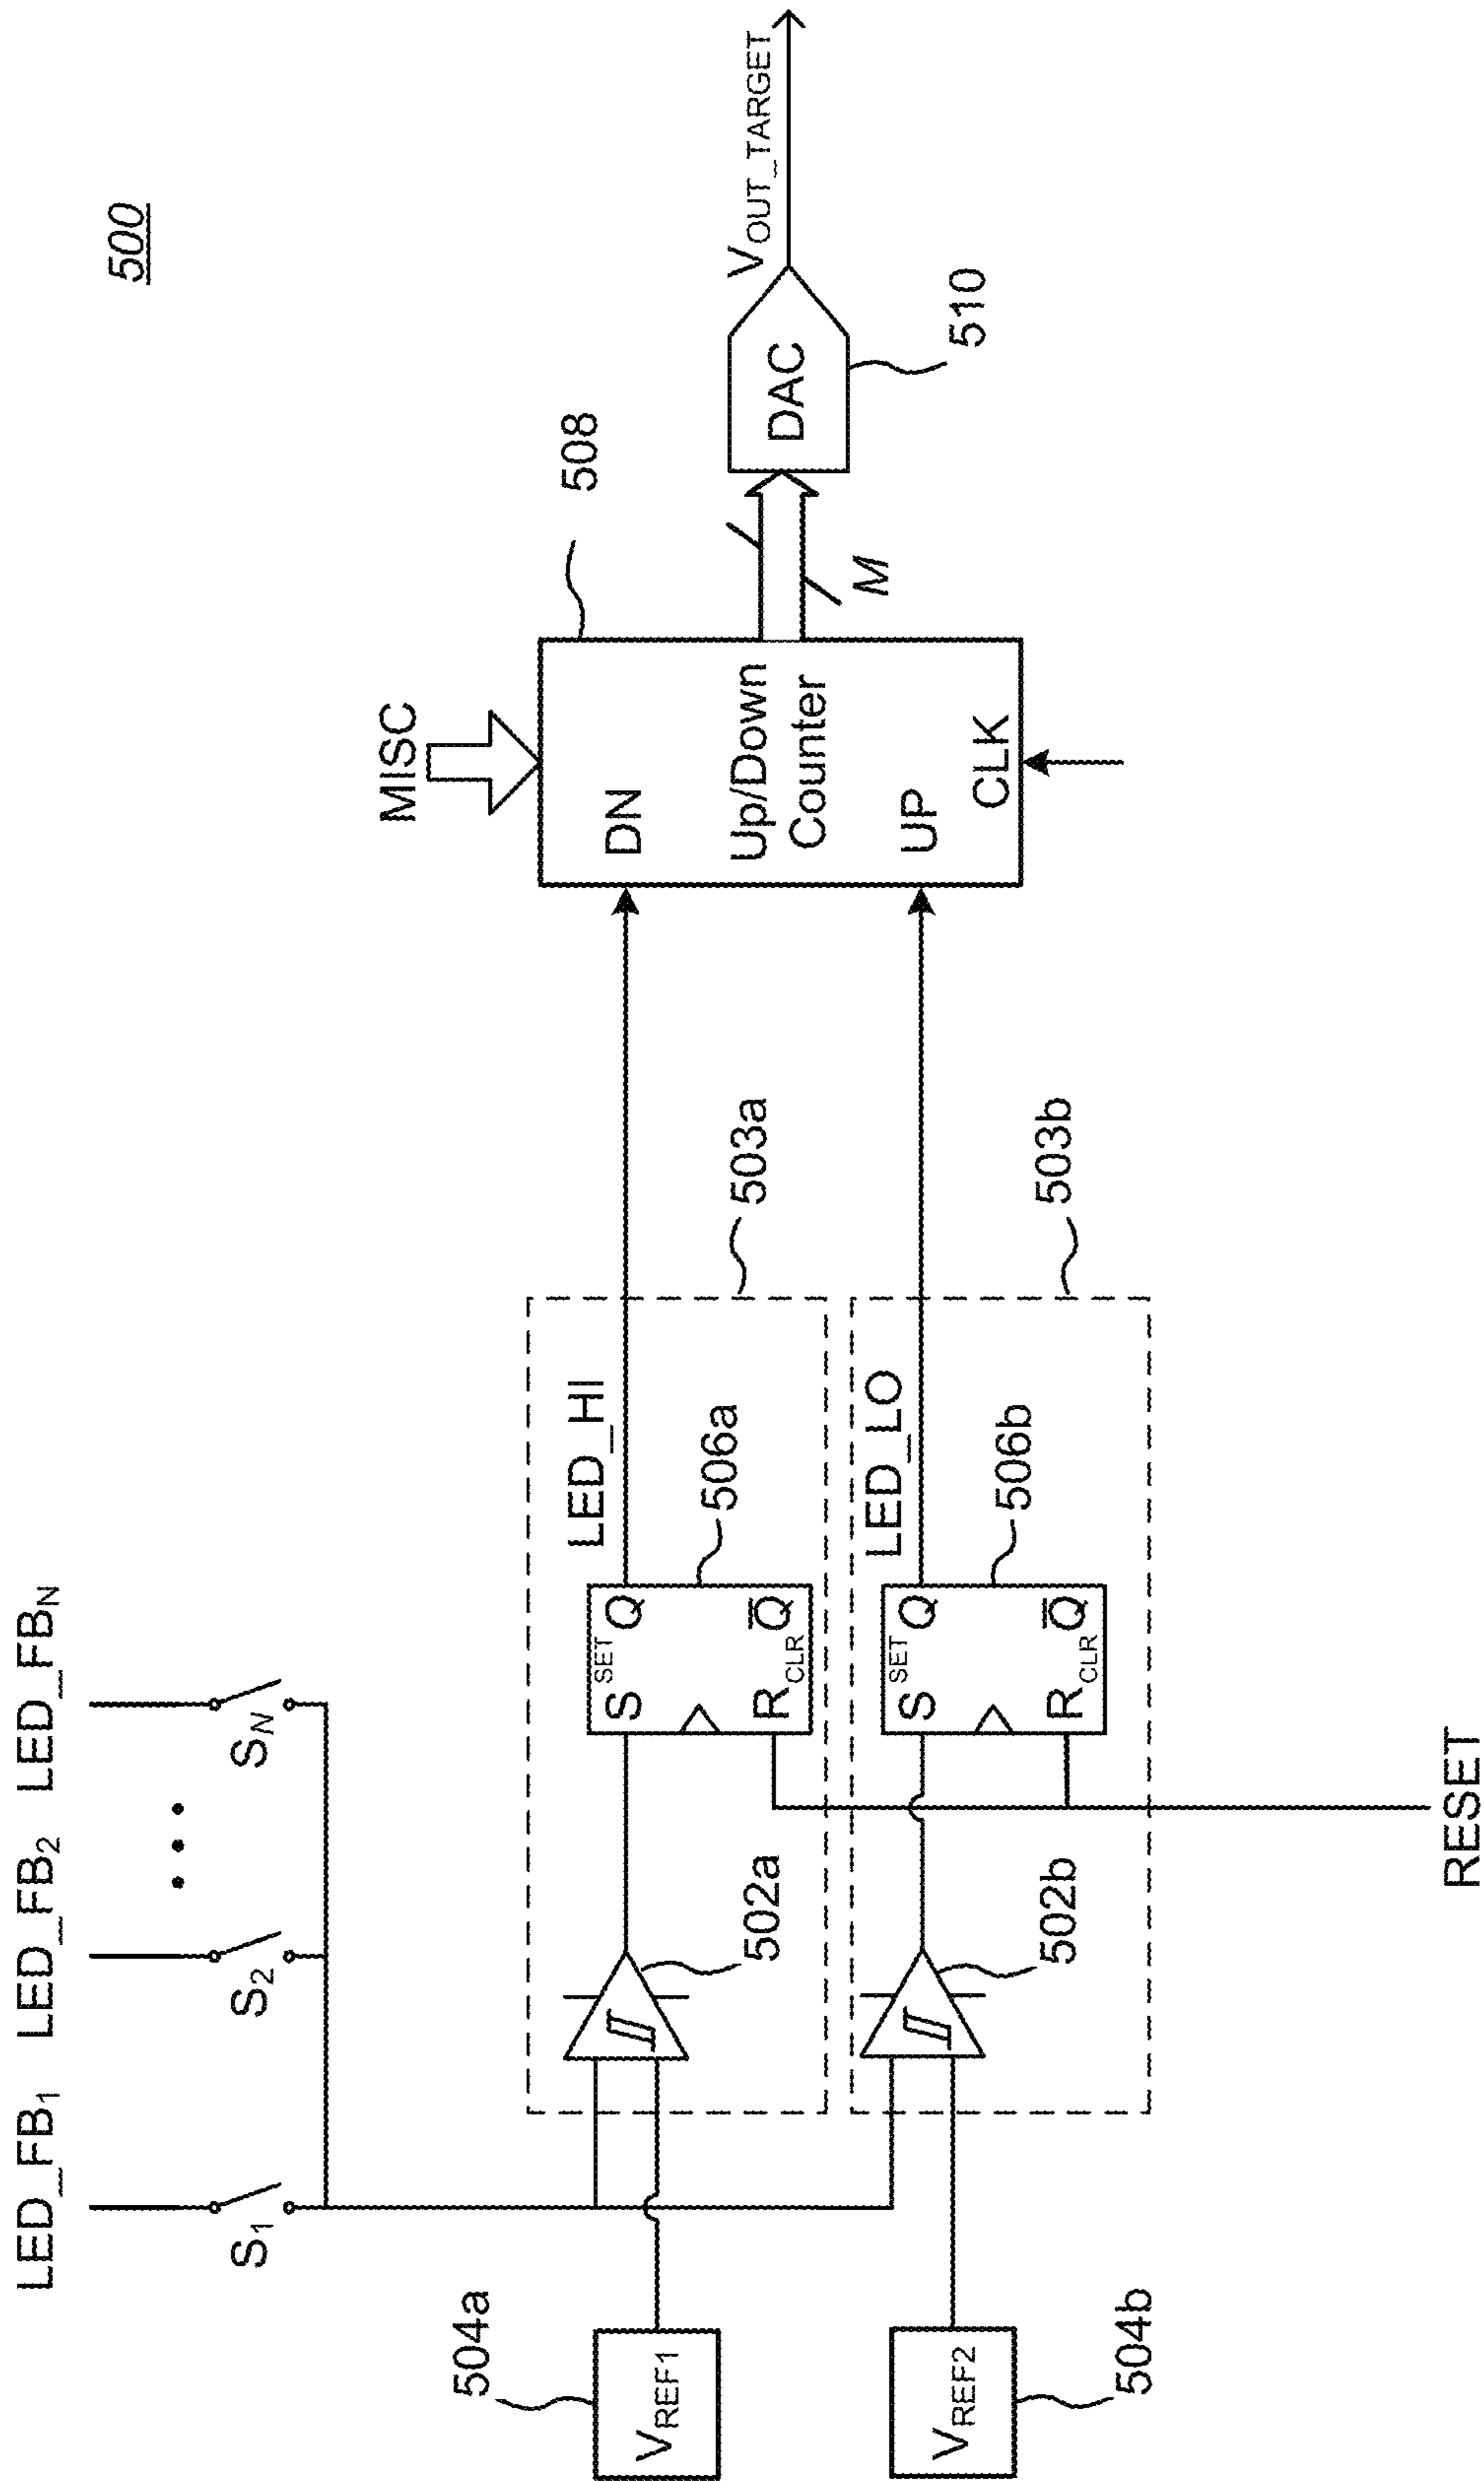 500
LED_FB1
LED_FB2
LED_FBN
S1
S2
SN
MISC
508
504a
VREF1
502a
S SET Q
R CLR Q̅
LED_HI
506a
503a
DN
Up/Down
Counter
UP
CLK
M
DAC
VOUT_TARGET
510
504b
VREF2
502b
S SET Q
R CLR Q̅
LED_LO
506b
503b
RESET